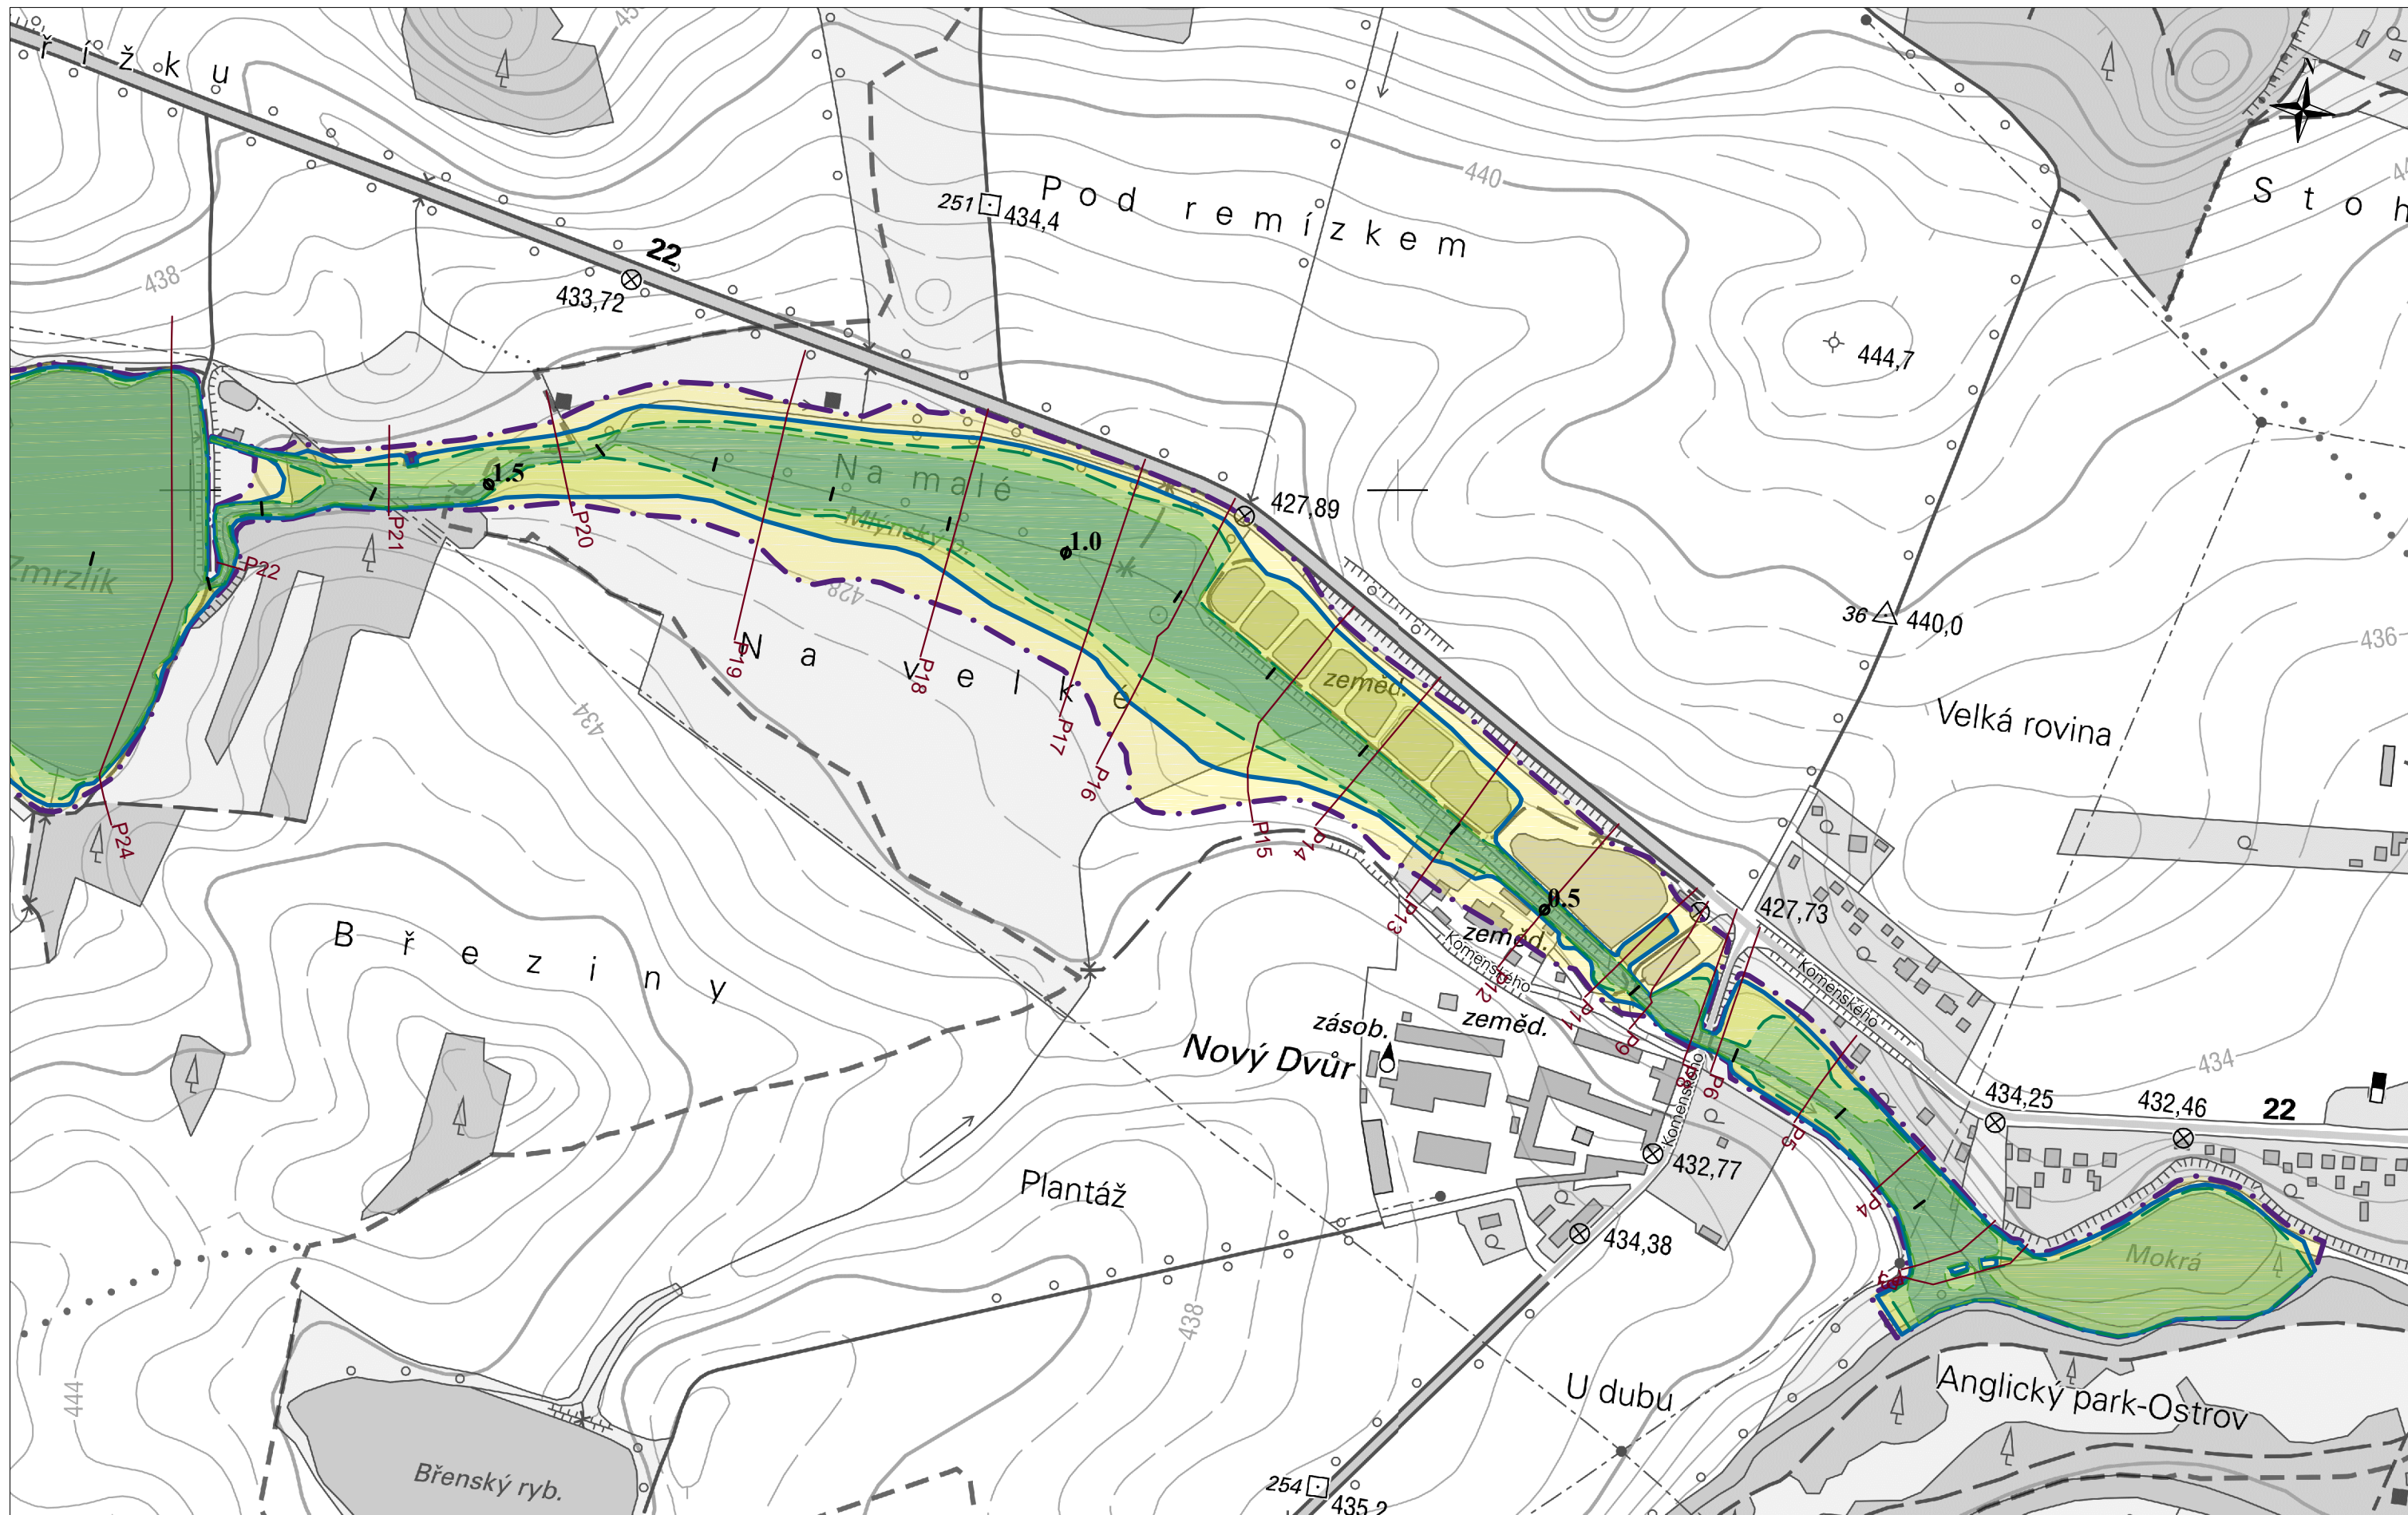 řížku
45
N
440
Stoh
Pod remízkem
251
434,4
438
22
433,72
444,7
1.5
Na malé
427,89
1.0
Mlýnský p.
P21
P20
P22
Zmrzlík
428
36
440,0
436
P19
Na velké
P18
zeměd.
434
P17
Velká rovina
P16
P24
P15
P14
0.5
P13
427,73
Březiny
zeměd.
Komenského
Komenského
P12
P11
zásob.
zeměd.
P9
Nový Dvůr
P8
P6
434
434,25
432,46
22
Komenského
P5
432,77
Plantáž
P4
434,38
Mokrá
P3
438
444
U dubu
Anglický park-Ostrov
Břenský ryb.
254
435,2